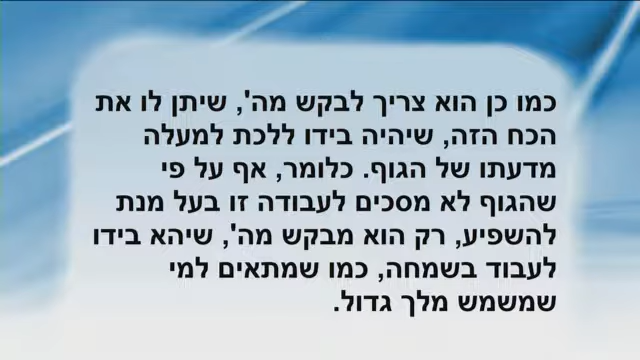 כמו כן הוא צריך לבקש מה', שיתן לו את
הכח הזה, שיהיה בידו ללכת למעלה
מדעתו של הגוף. כלומר, אף על פי
שהגוף לא מסכים לעבודה זו בעל מנת
להשפיע, רק הוא מבקש מה', שיהא בידו
לעבוד בשמחה, כמו שמתאים למי
שמשמש מלך גדול.